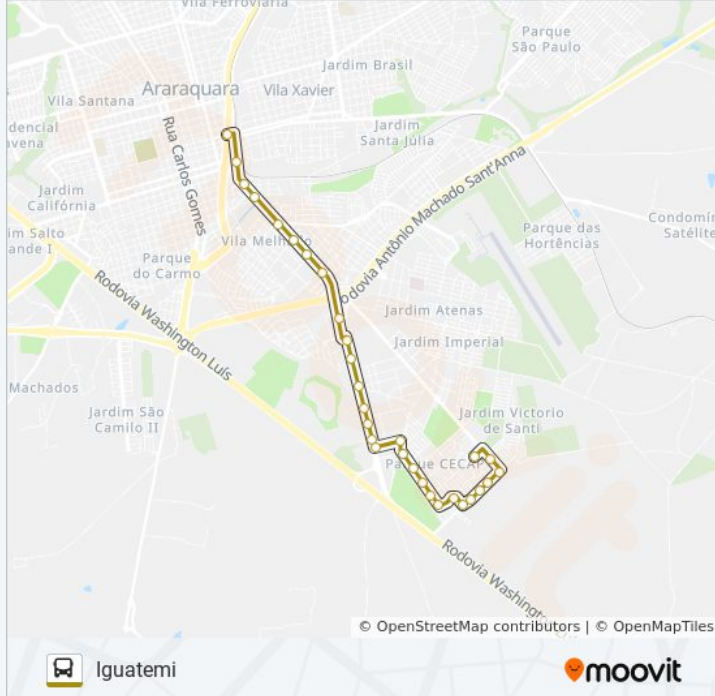 Vila Ferroviária
Parque
São Paulo
Jardim Brasil
Araraquara
Vila Xavier
Vila Santana
Jardim
Santa Júlia
dencial
avena
Rua Carlos Gomes
Jardim
Califórnia
Rodovia Antônio Machado Sant'Anna
im Salto
ande I
Vila Melhado
Parque das
Hortências
Condomín
Satélite
Parque
do Carmo
Rodovia Washington Luís
Jardim Atenas
Jardim Imperial
Machados
Jardim São
Camilo II
Jardim Victorio
de Santi
Parque CECAP
Rodovia Washington
© OpenStreetMap contributors | © OpenMapTiles
Iguatemi
moovit